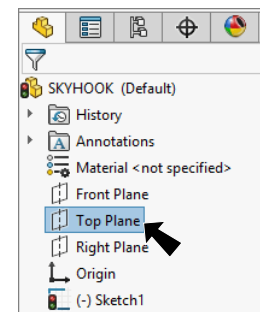 SKYHOOK (Default)
History
Annotations
Material <not specified>
Front Plane
Top Plane
Right Plane
Origin
(-) Sketch1